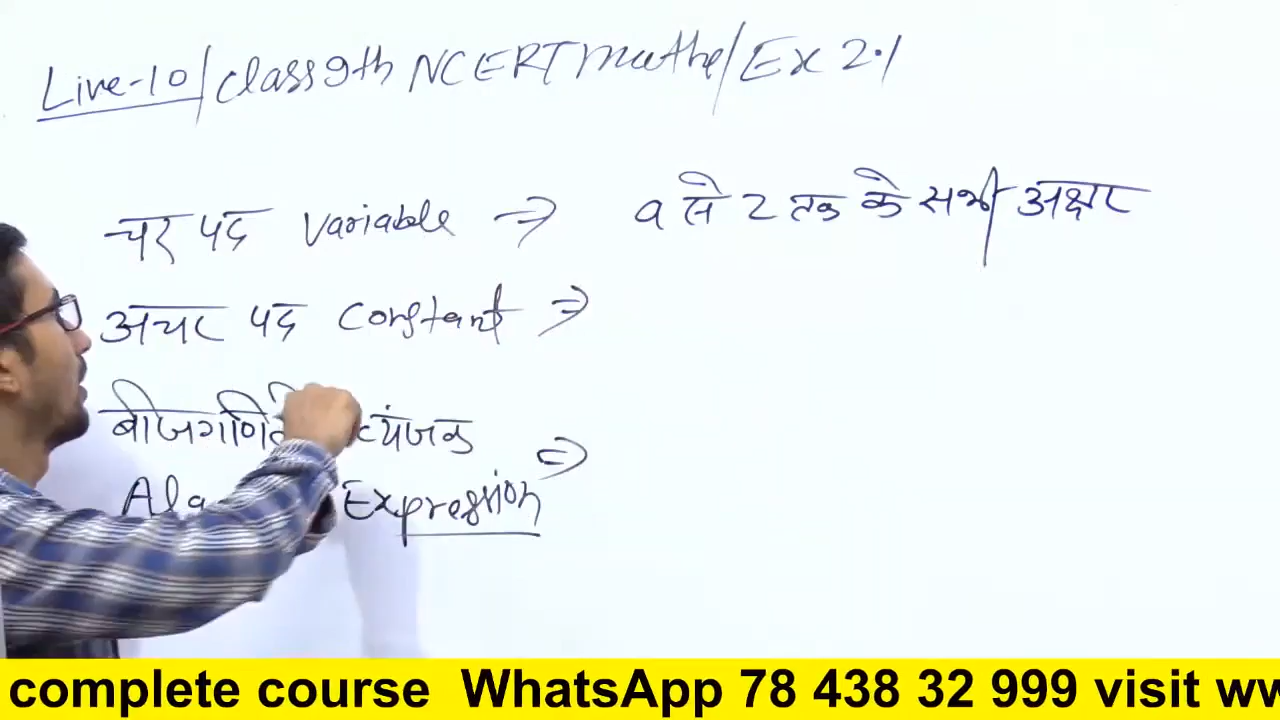 Live-10/class 9th NCERT maths/Ex 2.1
चर पद variable ⇒ a से z तक के सभी अक्षर
अचर पद constant ⇒
व्यंजक ⇒
Expression
complete course WhatsApp 78 438 32 999 visit